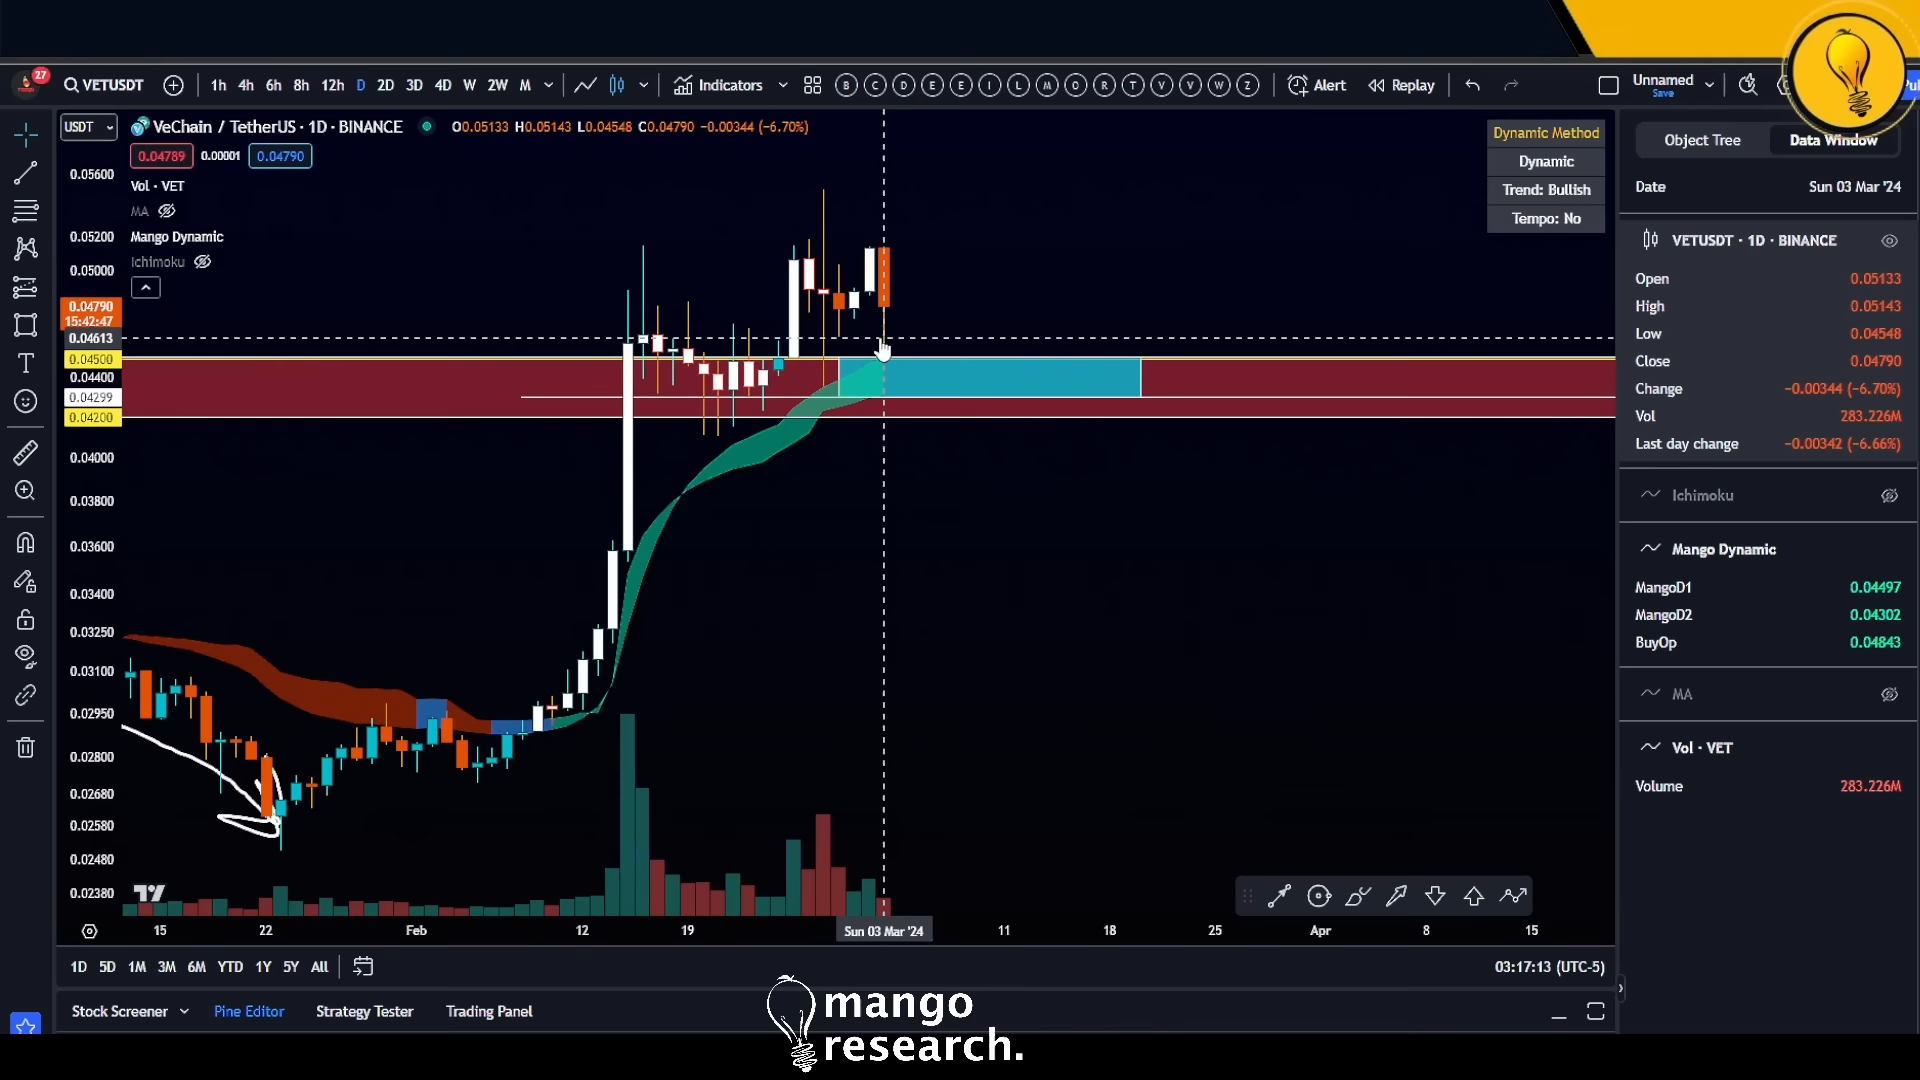 27
VETUSDT
1h 4h 6h 8h 12h D 2D 3D 4D W 2W M
Indicators
B C D E E I L M O R T V V W Z
Alert
Replay
Unnamed
Save
Pul
USDT
VeChain / TetherUS · 1D · BINANCE
O0.05133 H0.05143 L0.04548 C0.04790 -0.00344 (-6.70%)
0.04789 0.00001 0.04790
Vol · VET
MA
Mango Dynamic
Ichimoku
Dynamic Method
Dynamic
Trend: Bullish
Tempo: No
0.05600
0.05200
0.05000
0.04790
15:42:47
0.04613
0.04500
0.04400
0.04299
0.04200
0.04000
0.03800
0.03600
0.03400
0.03250
0.03100
0.02950
0.02800
0.02680
0.02580
0.02480
0.02380
15 22 Feb 12 19 Sun 03 Mar '24 11 18 25 Apr 8 15
1D 5D 1M 3M 6M YTD 1Y 5Y All
03:17:13 (UTC-5)
Stock Screener Pine Editor Strategy Tester Trading Panel
Object Tree Data Window
Date Sun 03 Mar '24
VETUSDT · 1D · BINANCE
Open 0.05133
High 0.05143
Low 0.04548
Close 0.04790
Change -0.00344 (-6.70%)
Vol 283.226M
Last day change -0.00342 (-6.66%)
Ichimoku
Mango Dynamic
MangoD1 0.04497
MangoD2 0.04302
BuyOp 0.04843
MA
Vol · VET
Volume 283.226M
mango
research.